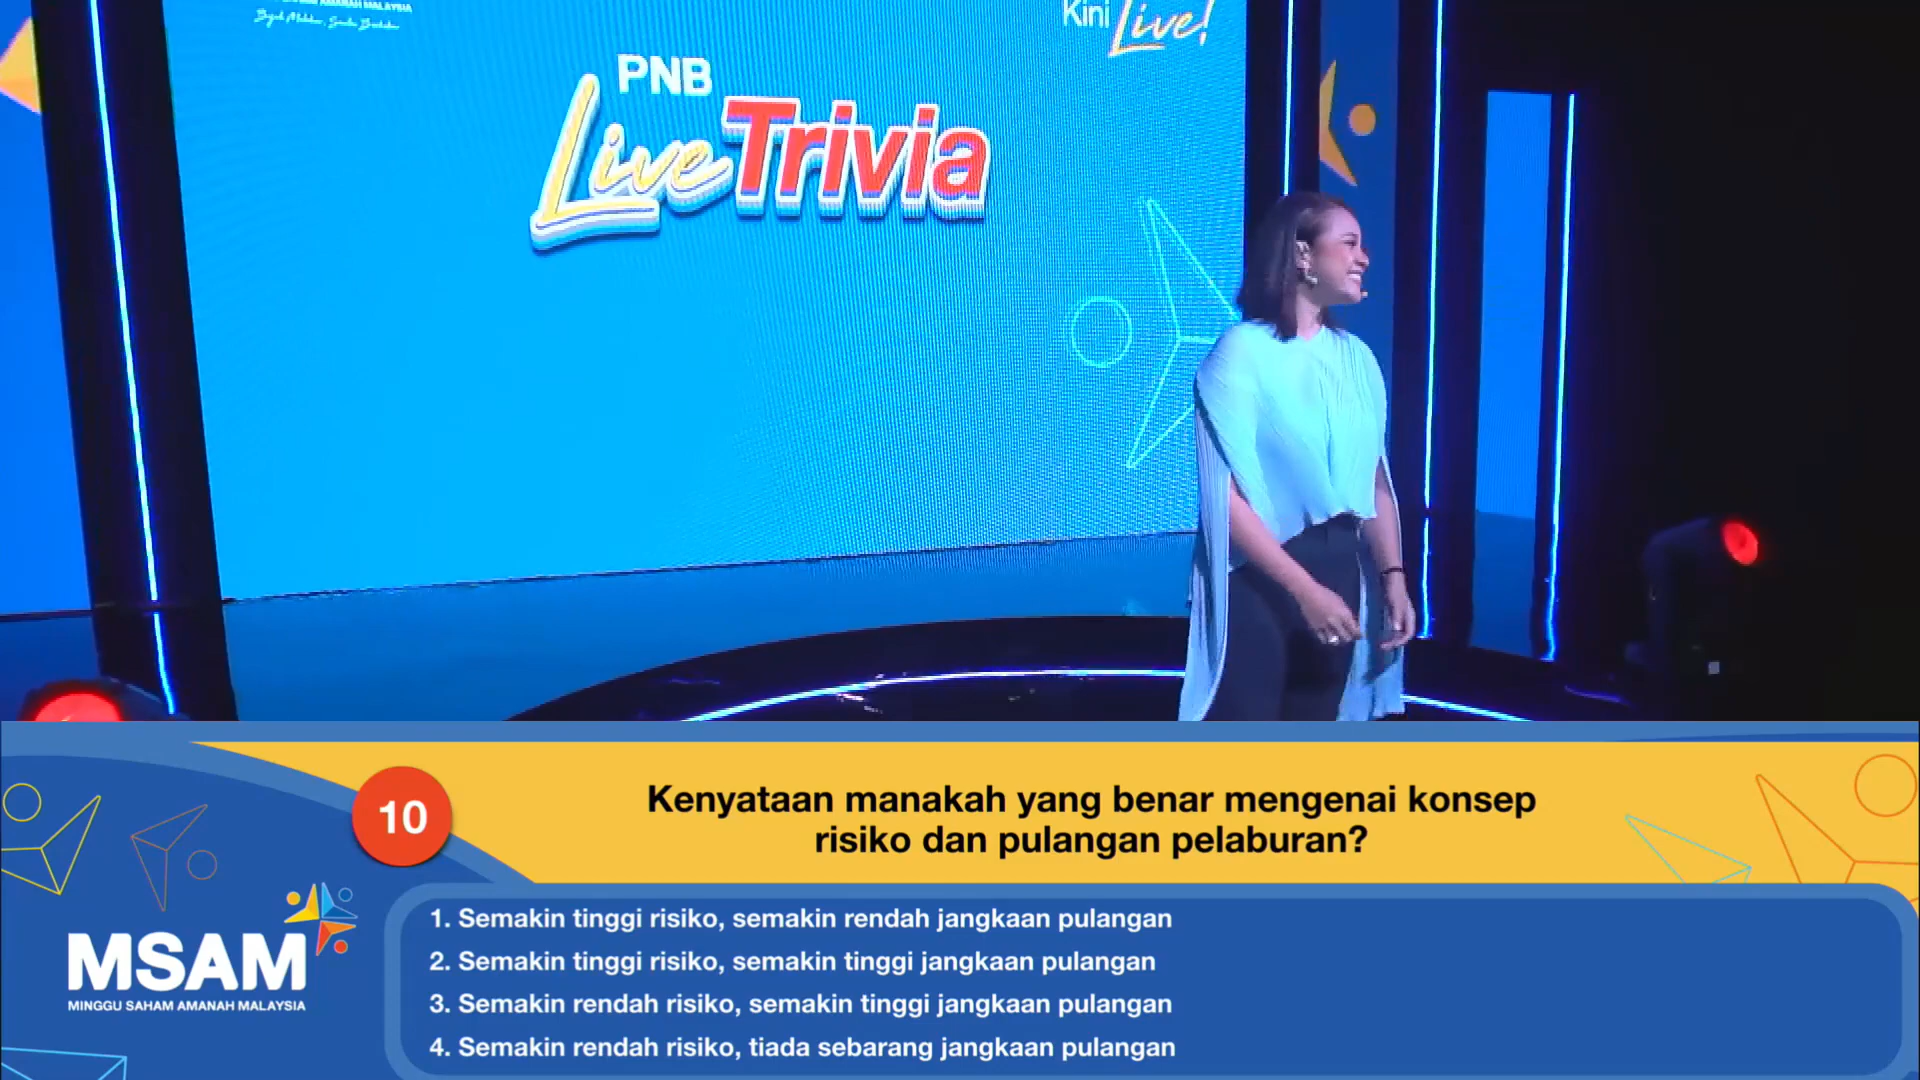 AMANAH MALAYSIA
Kini Live!
PNB
Live Trivia
10
Kenyataan manakah yang benar mengenai konsep
risiko dan pulangan pelaburan?
1. Semakin tinggi risiko, semakin rendah jangkaan pulangan
2. Semakin tinggi risiko, semakin tinggi jangkaan pulangan
3. Semakin rendah risiko, semakin tinggi jangkaan pulangan
4. Semakin rendah risiko, tiada sebarang jangkaan pulangan
MSAM
MINGGU SAHAM AMANAH MALAYSIA